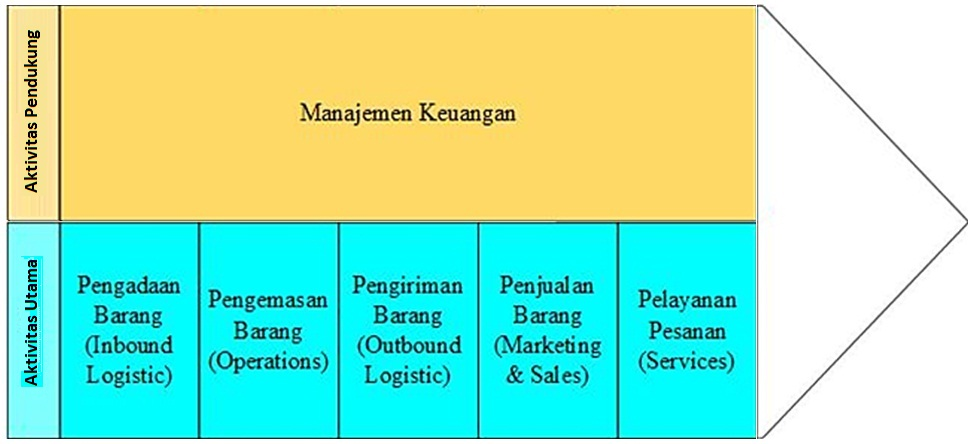 Aktivitas Pendukung
Manajemen Keuangan
Aktivitas Utama
Pengadaan
Barang
(Inbound
Logistic)
Pengemasan
Barang
(Operations)
Pengiriman
Barang
(Outbound
Logistic)
Penjualan
Barang
(Marketing
& Sales)
Pelayanan
Pesanan
(Services)